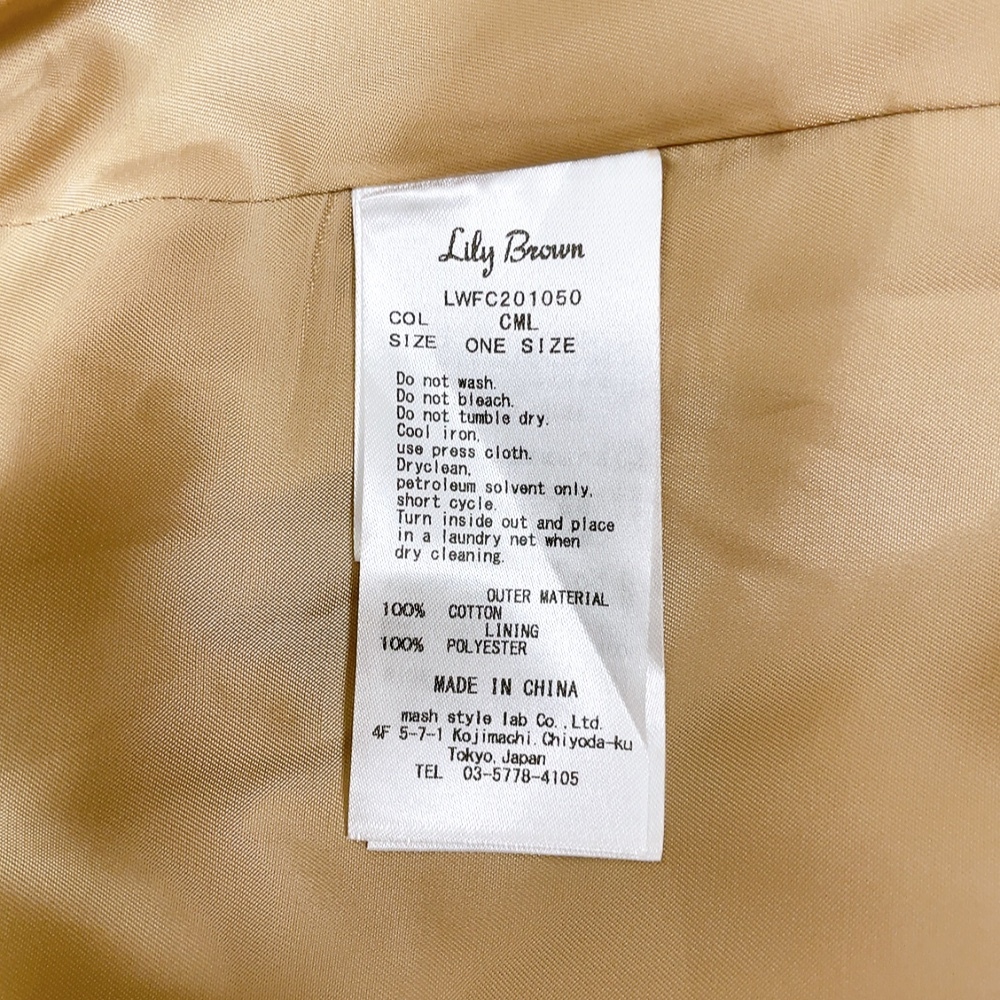 Lily Brown
LWFC201050
COL CML
SIZE ONE SIZE
Do not wash.
Do not bleach.
Do not tumble dry.
Cool iron,
use press cloth.
Dryclean,
petroleum solvent only,
short cycle.
Turn inside out and place
in a laundry net when
dry cleaning.
OUTER MATERIAL
100% COTTON
LINING
100% POLYESTER
MADE IN CHINA
mash style lab Co.,Ltd.
4F 5-7-1 Kojimachi,Chiyoda-ku
Tokyo,Japan
TEL 03-5778-4105